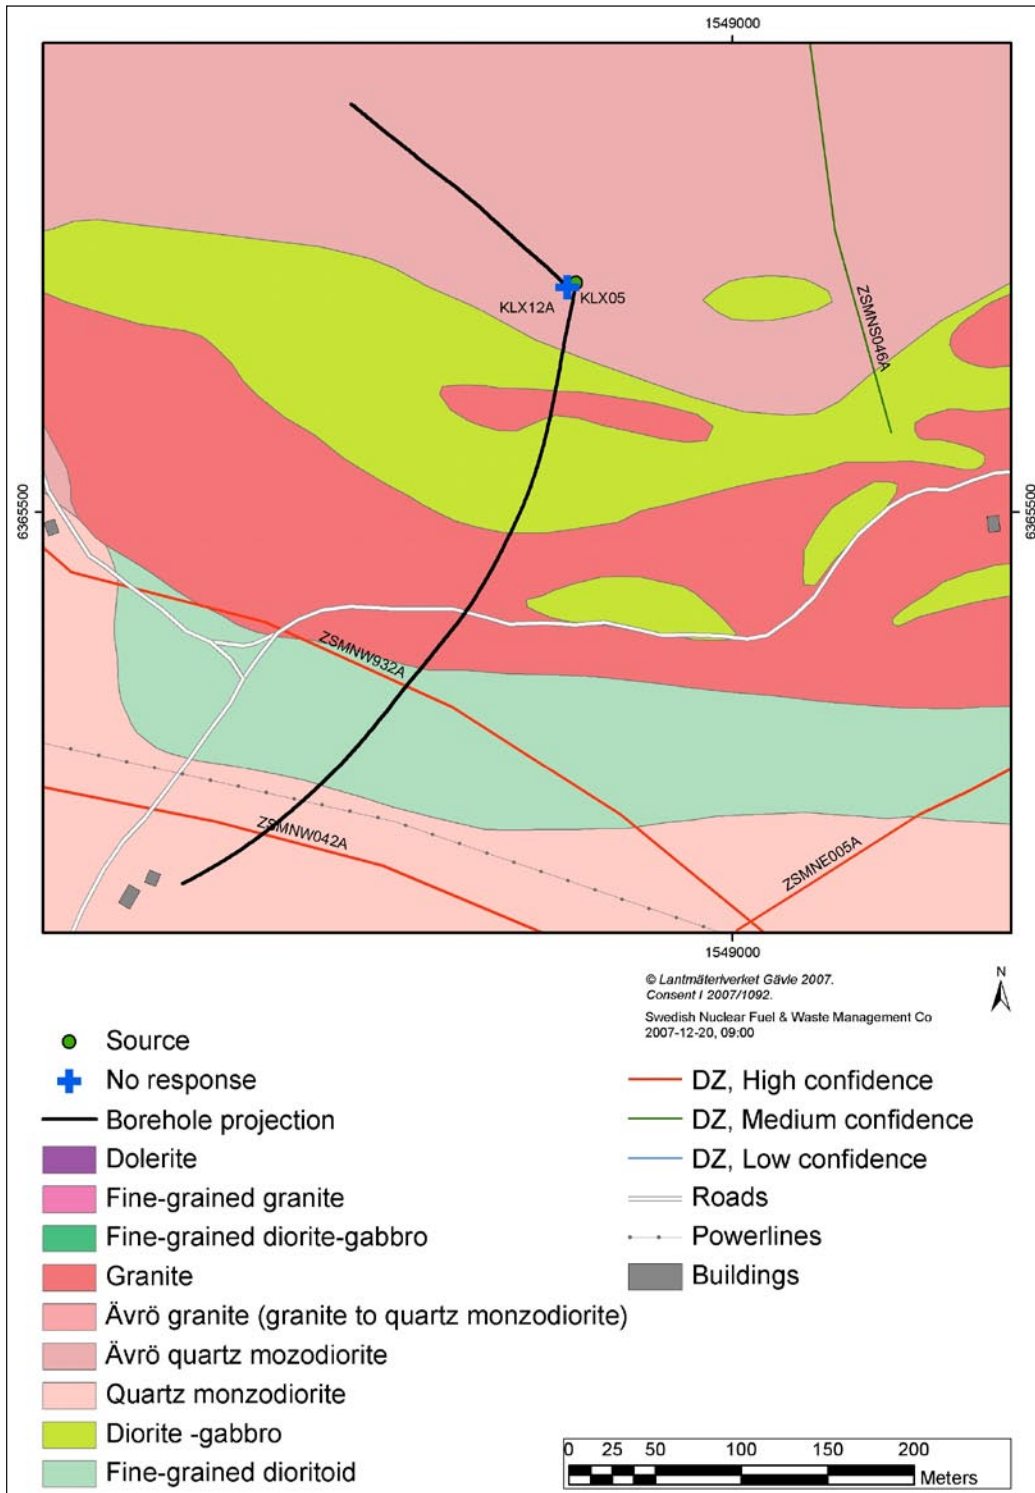 1549000
KLX12A
KLX05
ZSMNS046A
6365500
6365500
ZSMNW932A
ZSMNW042A
ZSMNE005A
1549000
© Lantmäteriverket Gävle 2007.
Consent I 2007/1092.
Swedish Nuclear Fuel & Waste Management Co
2007-12-20, 09:00
N
Source
No response
Borehole projection
Dolerite
Fine-grained granite
Fine-grained diorite-gabbro
Granite
Ävrö granite (granite to quartz monzodiorite)
Ävrö quartz mozodiorite
Quartz monzodiorite
Diorite -gabbro
Fine-grained dioritoid
DZ, High confidence
DZ, Medium confidence
DZ, Low confidence
Roads
Powerlines
Buildings
0 25 50 100 150 200
Meters